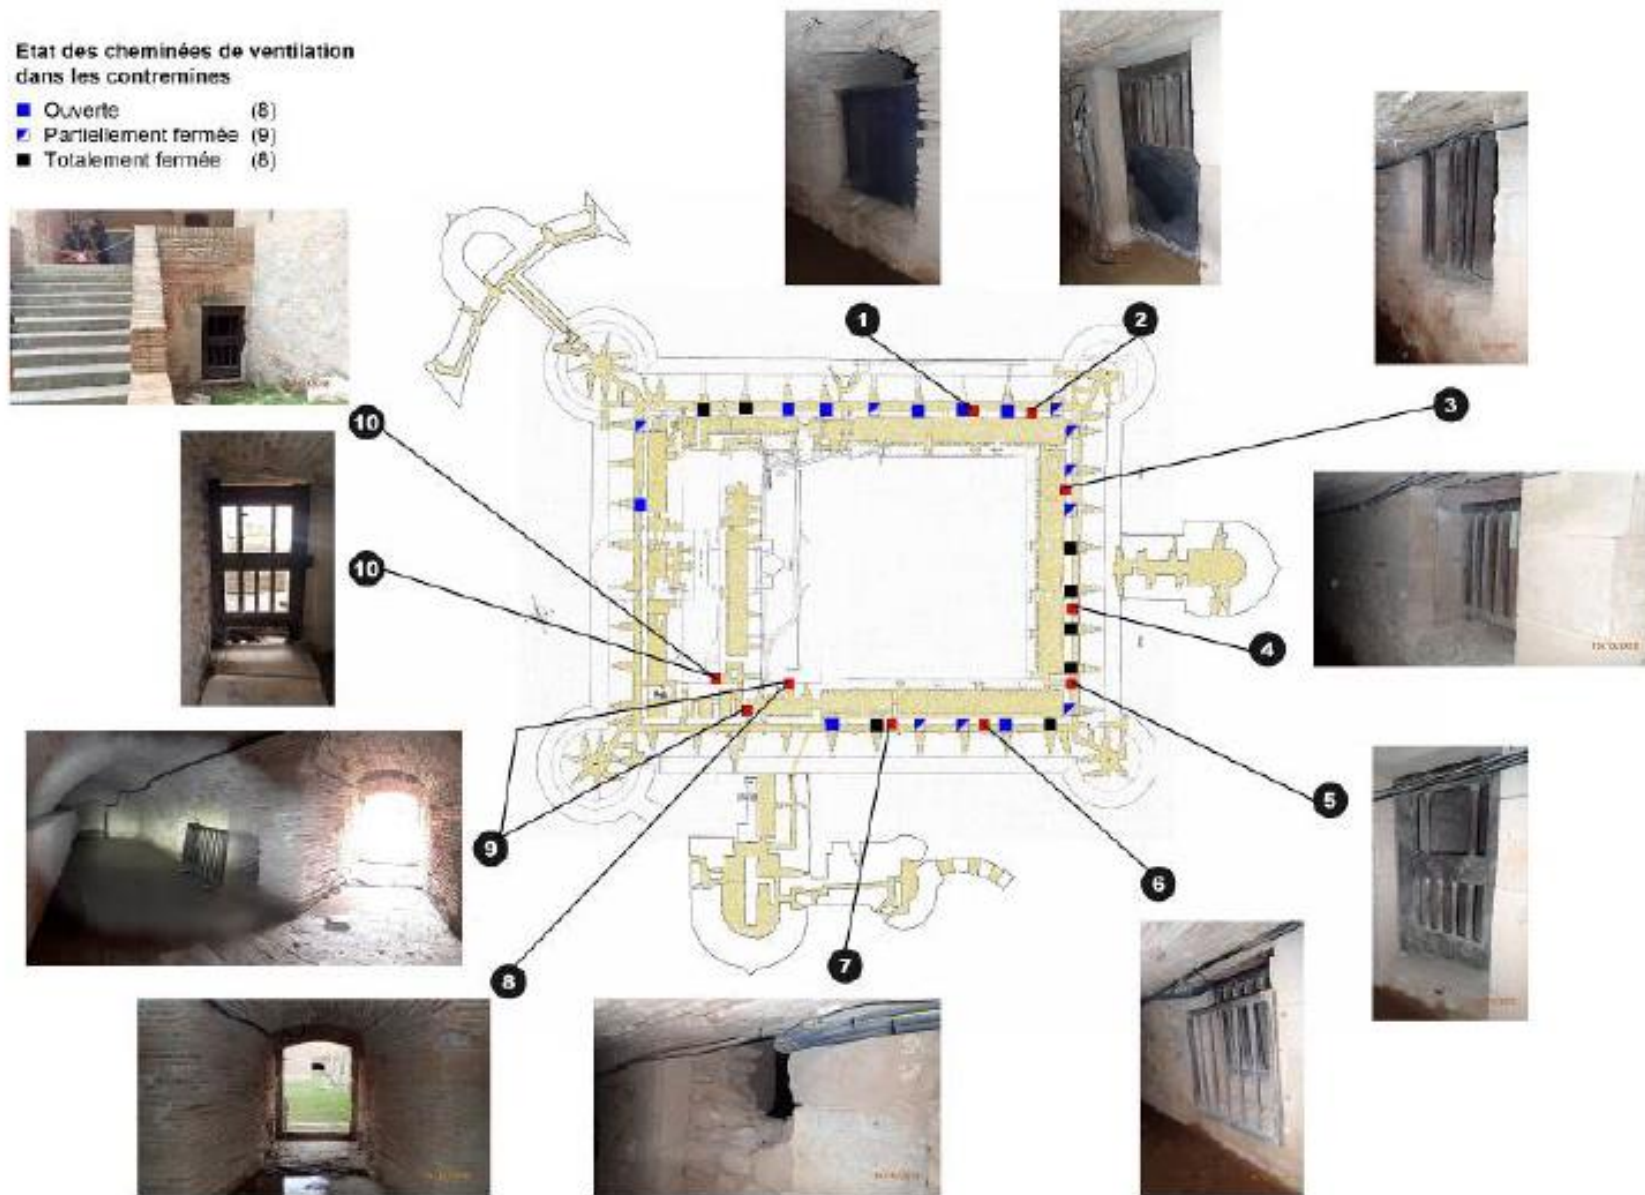 Etat des cheminées de ventilation
dans les contremines
Ouverte (8)
Partiellement fermée (9)
Totalement fermée (8)
1
2
3
10
10
4
5
9
6
7
8